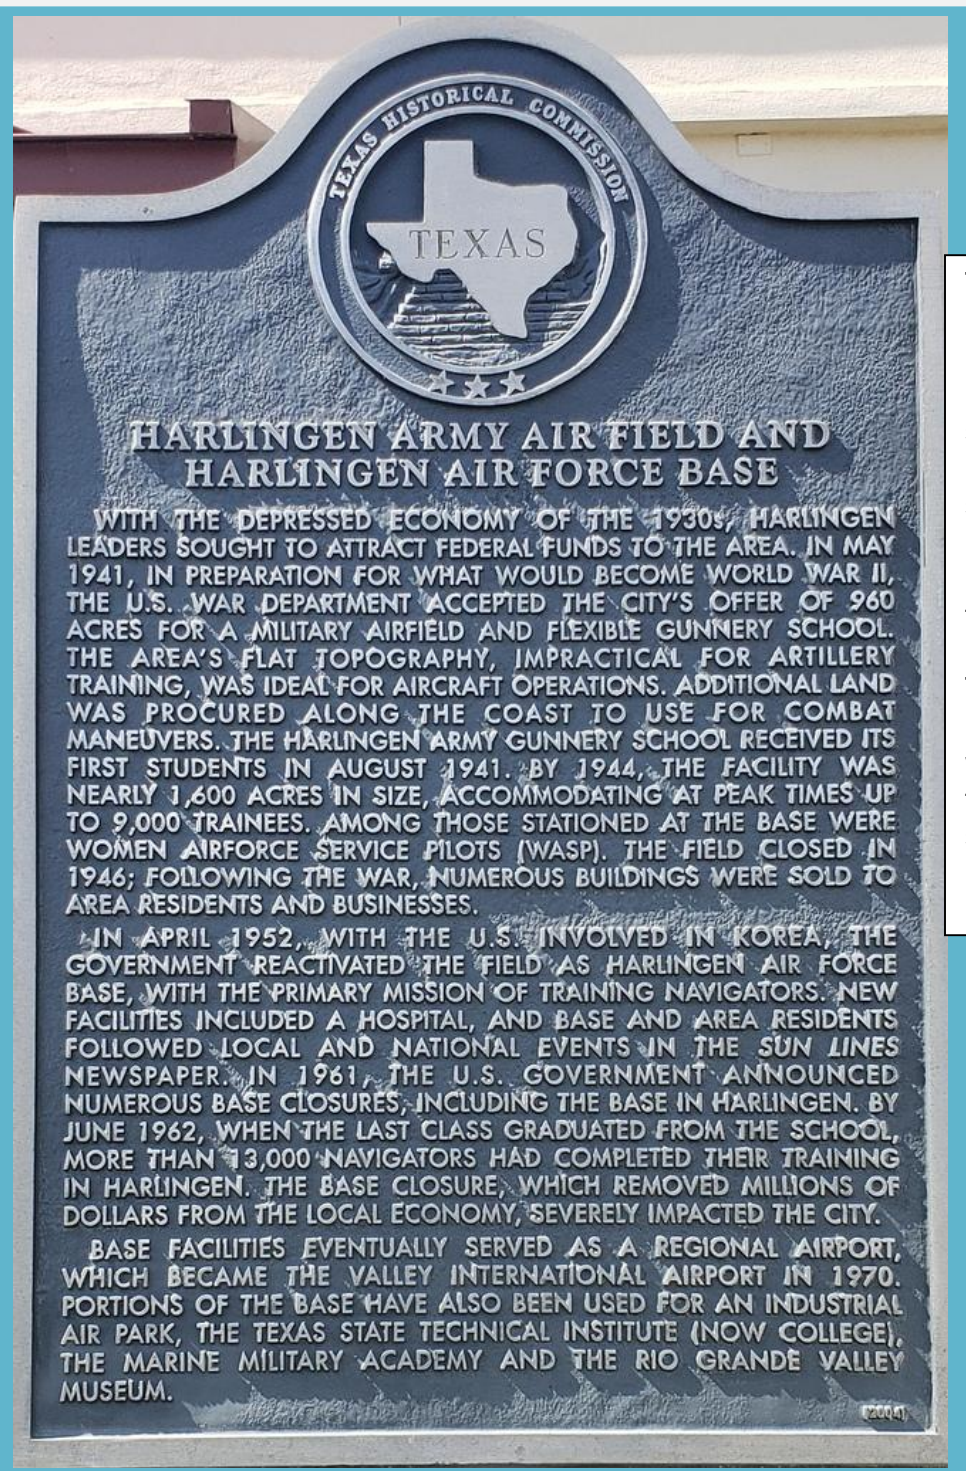 TEXAS HISTORICAL COMMISSION
TEXAS
HARLINGEN ARMY AIR FIELD AND
HARLINGEN AIR FORCE BASE
WITH THE DEPRESSED ECONOMY OF THE 1930s, HARLINGEN
LEADERS SOUGHT TO ATTRACT FEDERAL FUNDS TO THE AREA. IN MAY
1941, IN PREPARATION FOR WHAT WOULD BECOME WORLD WAR II,
THE U.S. WAR DEPARTMENT ACCEPTED THE CITY'S OFFER OF 960
ACRES FOR A MILITARY AIRFIELD AND FLEXIBLE GUNNERY SCHOOL.
THE AREA'S FLAT TOPOGRAPHY, IMPRACTICAL FOR ARTILLERY
TRAINING, WAS IDEAL FOR AIRCRAFT OPERATIONS. ADDITIONAL LAND
WAS PROCURED ALONG THE COAST TO USE FOR COMBAT
MANEUVERS. THE HARLINGEN ARMY GUNNERY SCHOOL RECEIVED ITS
FIRST STUDENTS IN AUGUST 1941. BY 1944, THE FACILITY WAS
NEARLY 1,600 ACRES IN SIZE, ACCOMMODATING AT PEAK TIMES UP
TO 9,000 TRAINEES. AMONG THOSE STATIONED AT THE BASE WERE
WOMEN AIRFORCE SERVICE PILOTS (WASP). THE FIELD CLOSED IN
1946; FOLLOWING THE WAR, NUMEROUS BUILDINGS WERE SOLD TO
AREA RESIDENTS AND BUSINESSES.
IN APRIL 1952, WITH THE U.S. INVOLVED IN KOREA, THE
GOVERNMENT REACTIVATED THE FIELD AS HARLINGEN AIR FORCE
BASE, WITH THE PRIMARY MISSION OF TRAINING NAVIGATORS. NEW
FACILITIES INCLUDED A HOSPITAL, AND BASE AND AREA RESIDENTS
FOLLOWED LOCAL AND NATIONAL EVENTS IN THE SUN LINES
NEWSPAPER. IN 1961, THE U.S. GOVERNMENT ANNOUNCED
NUMEROUS BASE CLOSURES, INCLUDING THE BASE IN HARLINGEN. BY
JUNE 1962, WHEN THE LAST CLASS GRADUATED FROM THE SCHOOL,
MORE THAN 13,000 NAVIGATORS HAD COMPLETED THEIR TRAINING
IN HARLINGEN. THE BASE CLOSURE, WHICH REMOVED MILLIONS OF
DOLLARS FROM THE LOCAL ECONOMY, SEVERELY IMPACTED THE CITY.
BASE FACILITIES EVENTUALLY SERVED AS A REGIONAL AIRPORT,
WHICH BECAME THE VALLEY INTERNATIONAL AIRPORT IN 1970.
PORTIONS OF THE BASE HAVE ALSO BEEN USED FOR AN INDUSTRIAL
AIR PARK, THE TEXAS STATE TECHNICAL INSTITUTE (NOW COLLEGE),
THE MARINE MILITARY ACADEMY AND THE RIO GRANDE VALLEY
MUSEUM.
(2004)